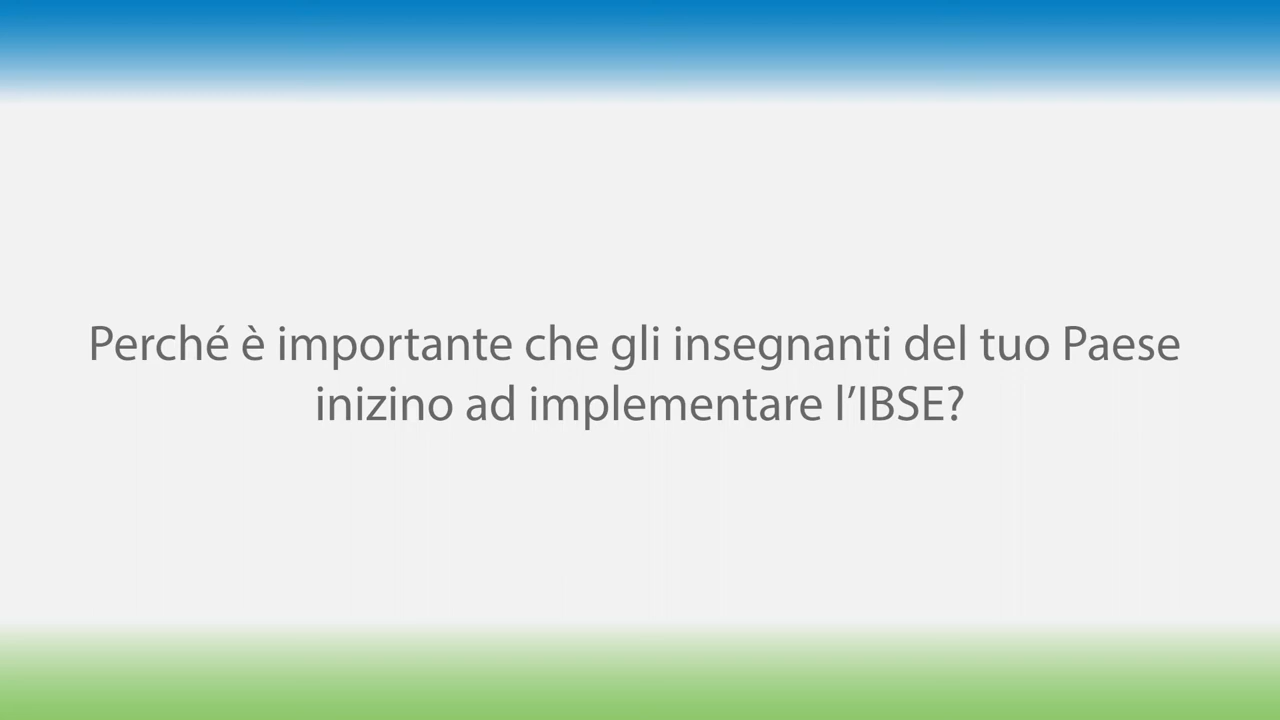 Perché è importante che gli insegnanti del tuo Paese
inizino ad implementare l’IBSE?